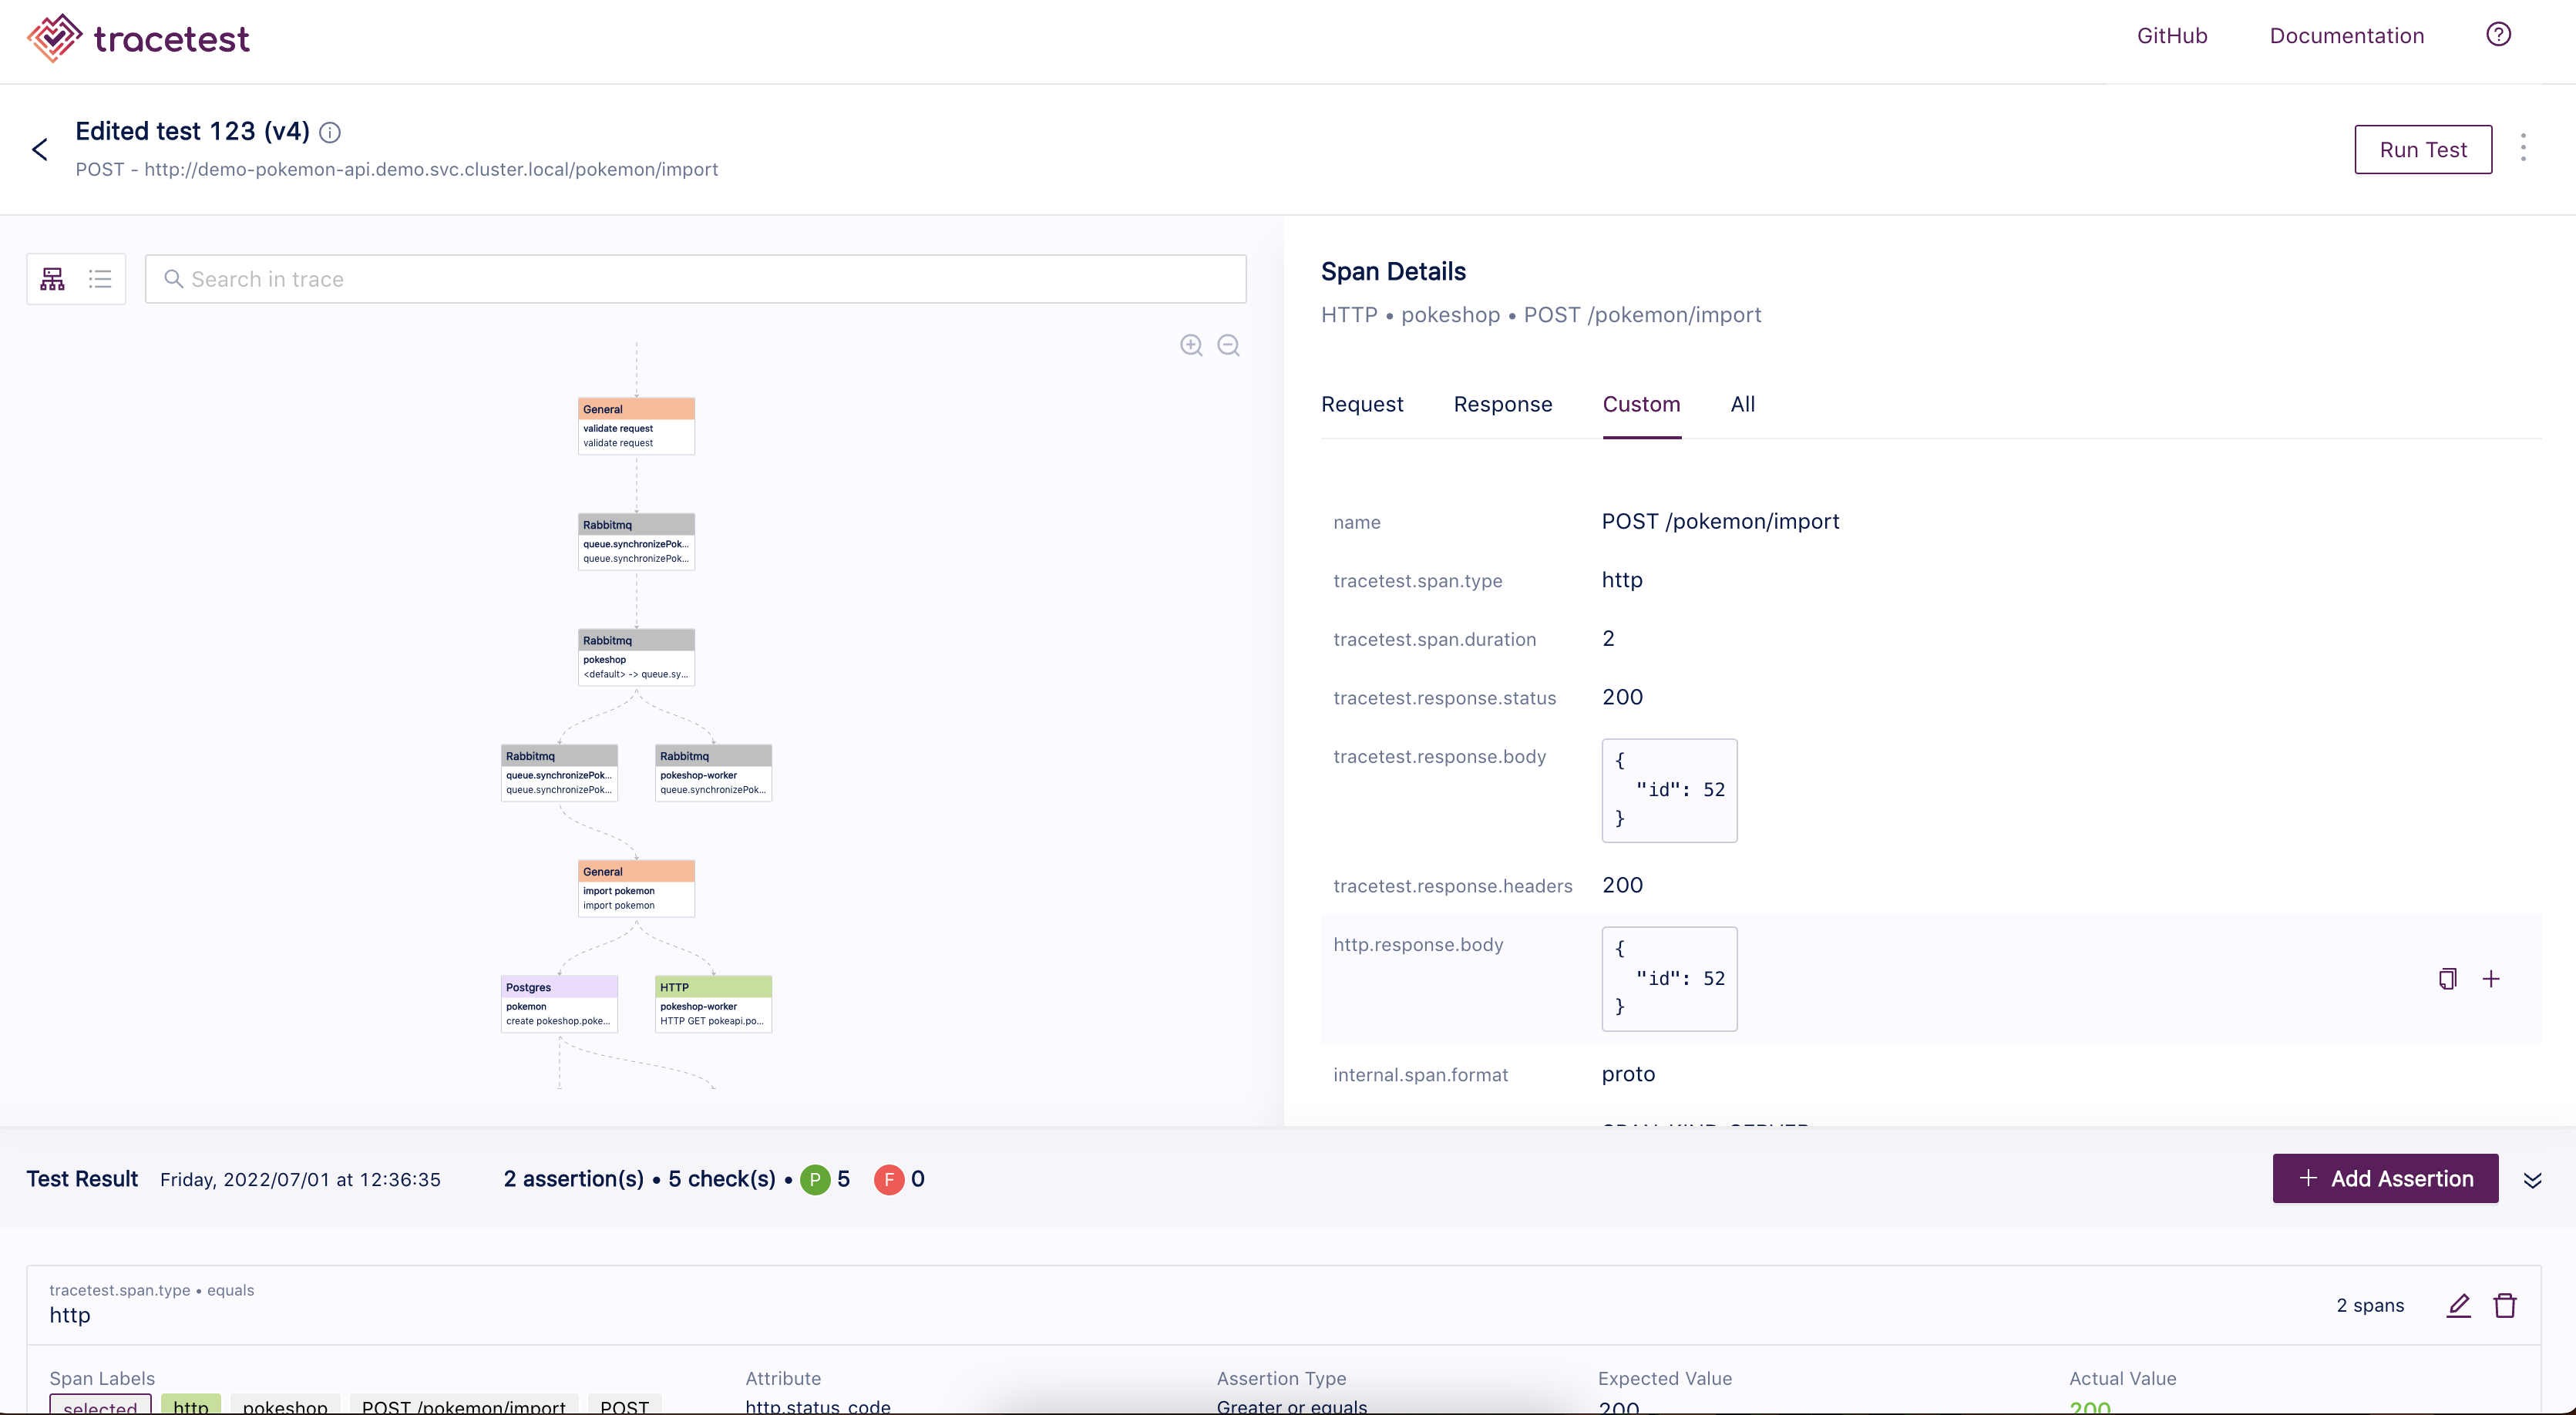 tracetest
GitHub
Documentation
Edited test 123 (v4)
POST - http://demo-pokemon-api.demo.svc.cluster.local/pokemon/import
Run Test
Search in trace
General
validate request
validate request
Rabbitmq
queue.synchronizePok...
queue.synchronizePok...
Rabbitmq
pokeshop
<default> -> queue.sy...
Rabbitmq
queue.synchronizePok...
queue.synchronizePok...
Rabbitmq
pokeshop-worker
queue.synchronizePok...
General
import pokemon
import pokemon
Postgres
pokemon
create pokeshop.poke...
HTTP
pokeshop-worker
HTTP GET pokeapi.po...
Span Details
HTTP • pokeshop • POST /pokemon/import
Request Response Custom All
name POST /pokemon/import
tracetest.span.type http
tracetest.span.duration 2
tracetest.response.status 200
tracetest.response.body {
"id": 52
}
tracetest.response.headers 200
http.response.body {
"id": 52
}
internal.span.format proto
Test Result Friday, 2022/07/01 at 12:36:35 2 assertion(s) • 5 check(s) • P 5 F 0
Add Assertion
tracetest.span.type • equals
http
2 spans
Span Labels Attribute Assertion Type Expected Value Actual Value
selected http pokeshop POST /pokemon/import POST http.status_code Greater or equals 200 200